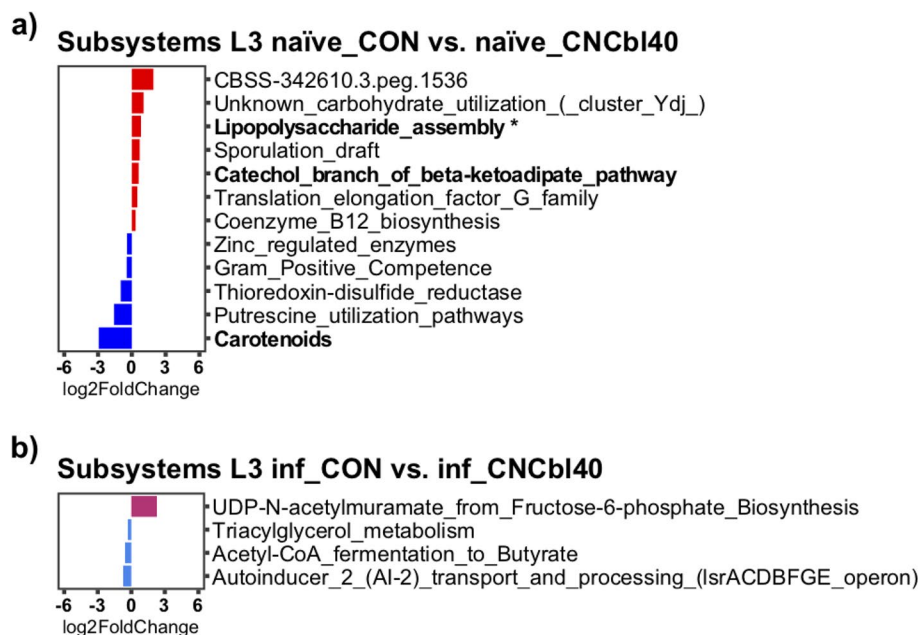 a)
Subsystems L3 naïve_CON vs. naïve_CNCbl40
CBSS-342610.3.peg.1536
Unknown_carbohydrate_utilization_(_cluster_Ydj_)
Lipopolysaccharide_assembly *
Sporulation_draft
Catechol_branch_of_beta-ketoadipate_pathway
Translation_elongation_factor_G_family
Coenzyme_B12_biosynthesis
Zinc_regulated_enzymes
Gram_Positive_Competence
Thioredoxin-disulfide_reductase
Putrescine_utilization_pathways
Carotenoids
-6 -3 0 3 6
log2FoldChange
b)
Subsystems L3 inf_CON vs. inf_CNCbl40
UDP-N-acetylmuramate_from_Fructose-6-phosphate_Biosynthesis
Triacylglycerol_metabolism
Acetyl-CoA_fermentation_to_Butyrate
Autoinducer_2_(AI-2)_transport_and_processing_(lsrACDBFGE_operon)
-6 -3 0 3 6
log2FoldChange